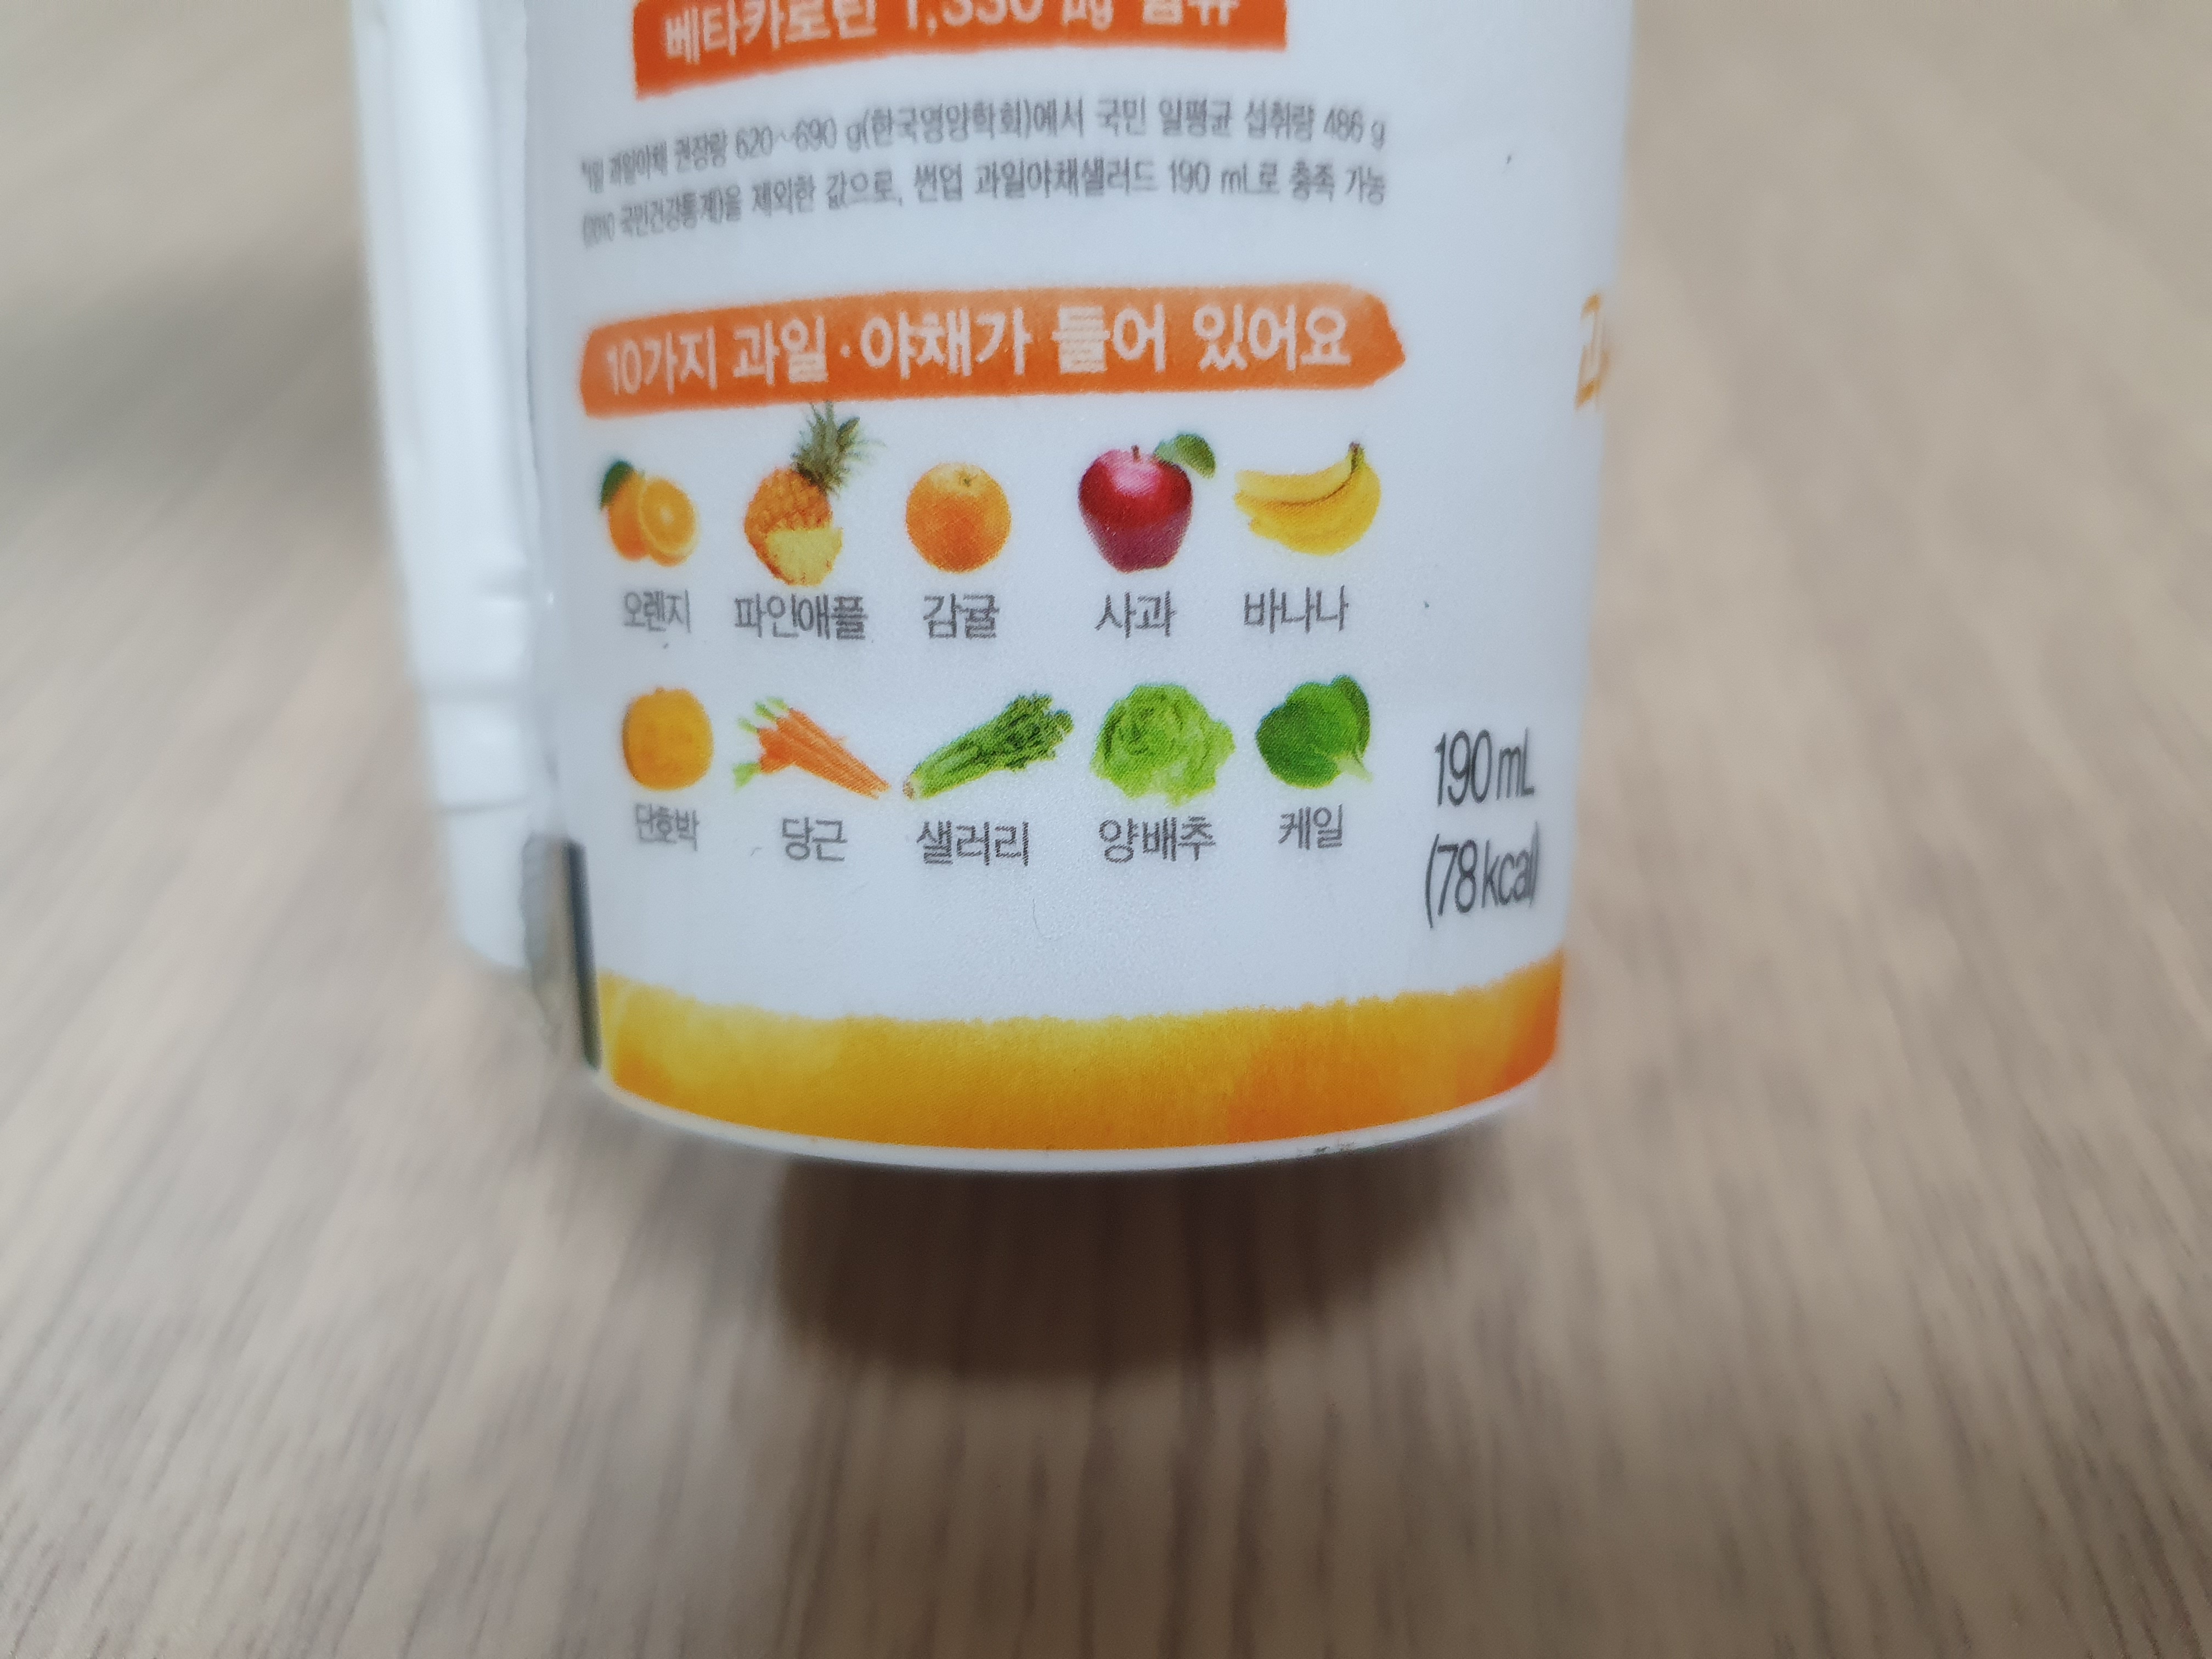 베타카로틴 1,330 µg 함유
*1일 과일야채 권장량 620~690 g(한국영양학회)에서 국민 일평균 섭취량 486 g
국민건강통계)을 제외한 값으로, 썬업 과일야채샐러드 190 mL로 충족 가능
10가지 과일·야채가 들어 있어요
오렌지 파인애플 감귤 사과 바나나
단호박 당근 샐러리 양배추 케일
190 mL
(78 kcal)